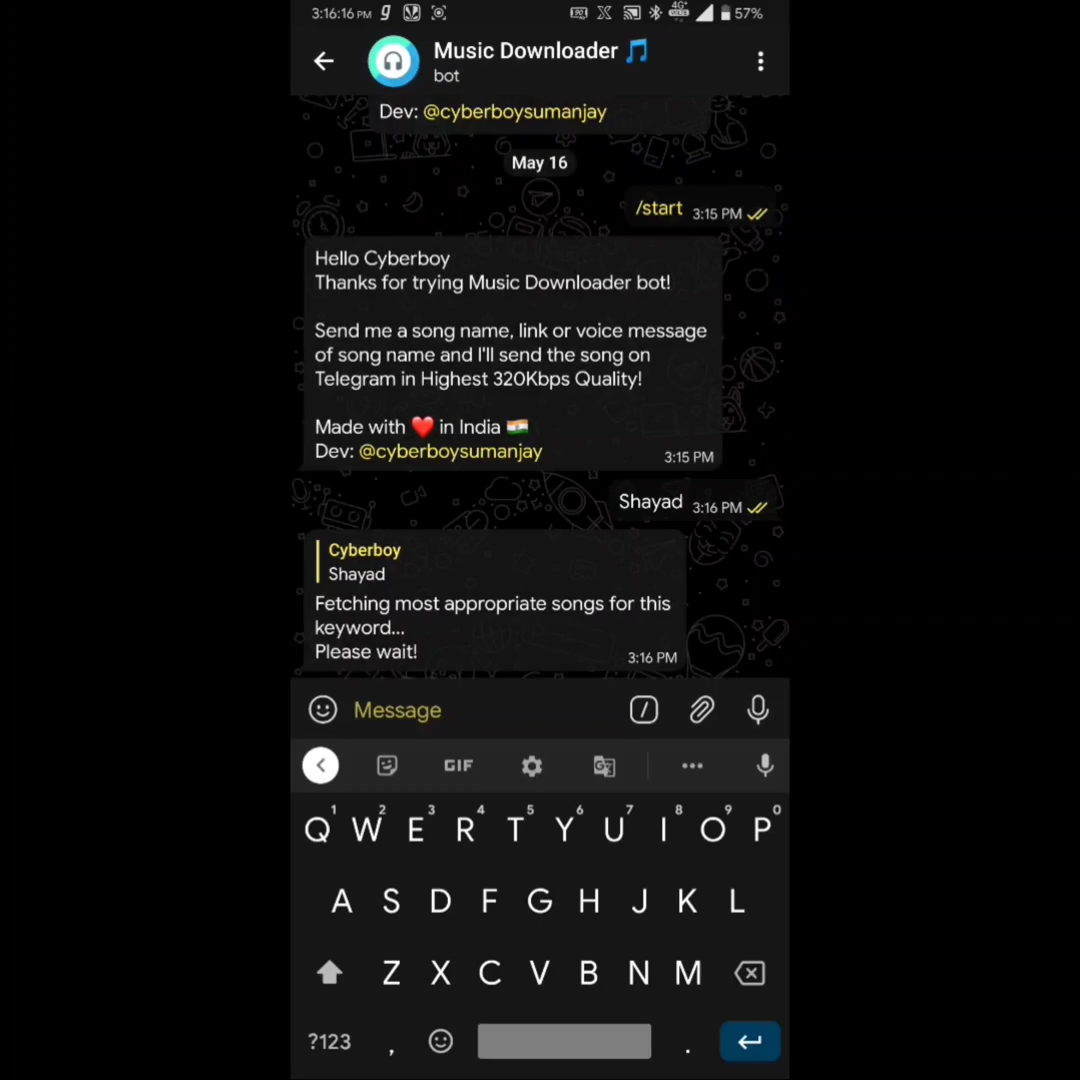 3:16:16 PM g 4G+ 57%
Music Downloader 🎵
bot
Dev: @cyberboysumanjay
May 16
/start 3:15 PM
Hello Cyberboy
Thanks for trying Music Downloader bot!
Send me a song name, link or voice message
of song name and I'll send the song on
Telegram in Highest 320Kbps Quality!
Made with ❤️ in India 🇮🇳
Dev: @cyberboysumanjay 3:15 PM
Shayad 3:16 PM
Cyberboy
Shayad
Fetching most appropriate songs for this
keyword...
Please wait!
3:16 PM
Message
GIF
1 2 3 4 5 6 7 8 9 0
Q W E R T Y U I O P
A S D F G H J K L
Z X C V B N M
?123 , .